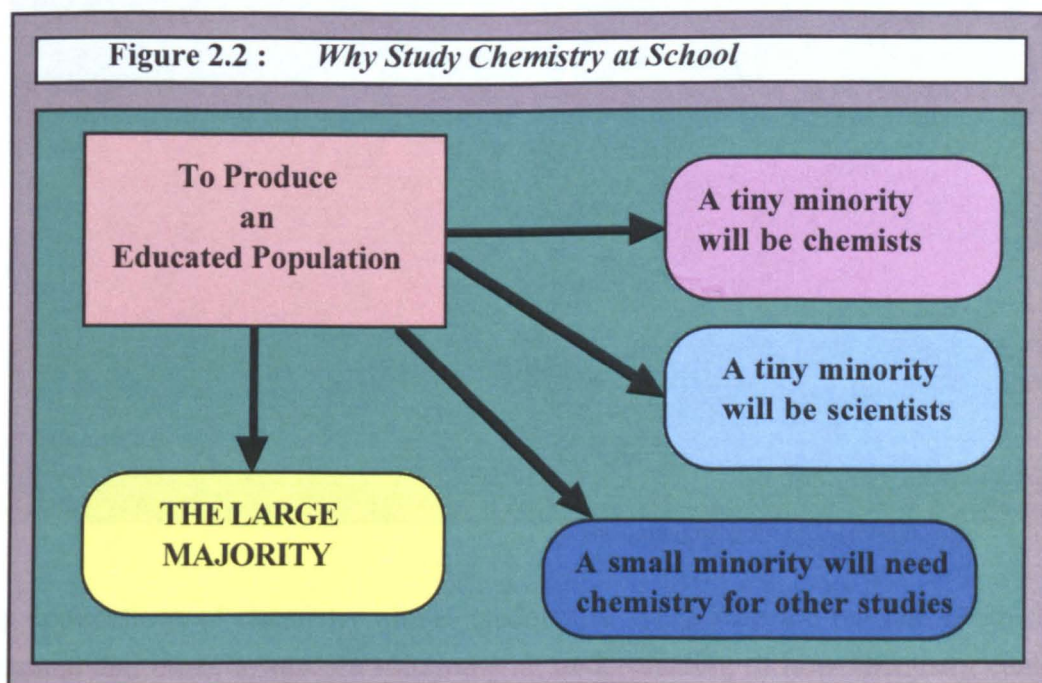 Figure 2.2 : Why Study Chemistry at School
To Produce
an
Educated Population
A tiny minority
will be chemists
A tiny minority
will be scientists
THE LARGE
MAJORITY
A small minority will need
chemistry for other studies